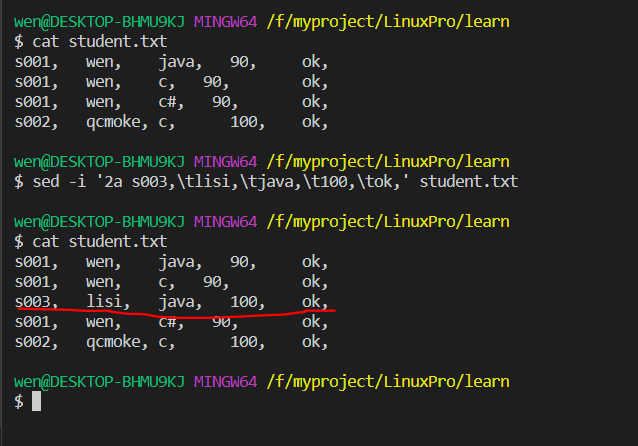 wen@DESKTOP-BHMU9KJ MINGW64 /f/myproject/LinuxPro/learn
$ cat student.txt
s001,   wen,    java,   90,     ok,
s001,   wen,    c,   90,        ok,
s001,   wen,    c#,   90,       ok,
s002,   qcmoke, c,      100,    ok,

wen@DESKTOP-BHMU9KJ MINGW64 /f/myproject/LinuxPro/learn
$ sed -i '2a s003,\tlisi,\tjava,\t100,\tok,' student.txt

wen@DESKTOP-BHMU9KJ MINGW64 /f/myproject/LinuxPro/learn
$ cat student.txt
s001,   wen,    java,   90,     ok,
s001,   wen,    c,   90,        ok,
s003,   lisi,   java,   100,    ok,
s001,   wen,    c#,   90,       ok,
s002,   qcmoke, c,      100,    ok,

wen@DESKTOP-BHMU9KJ MINGW64 /f/myproject/LinuxPro/learn
$